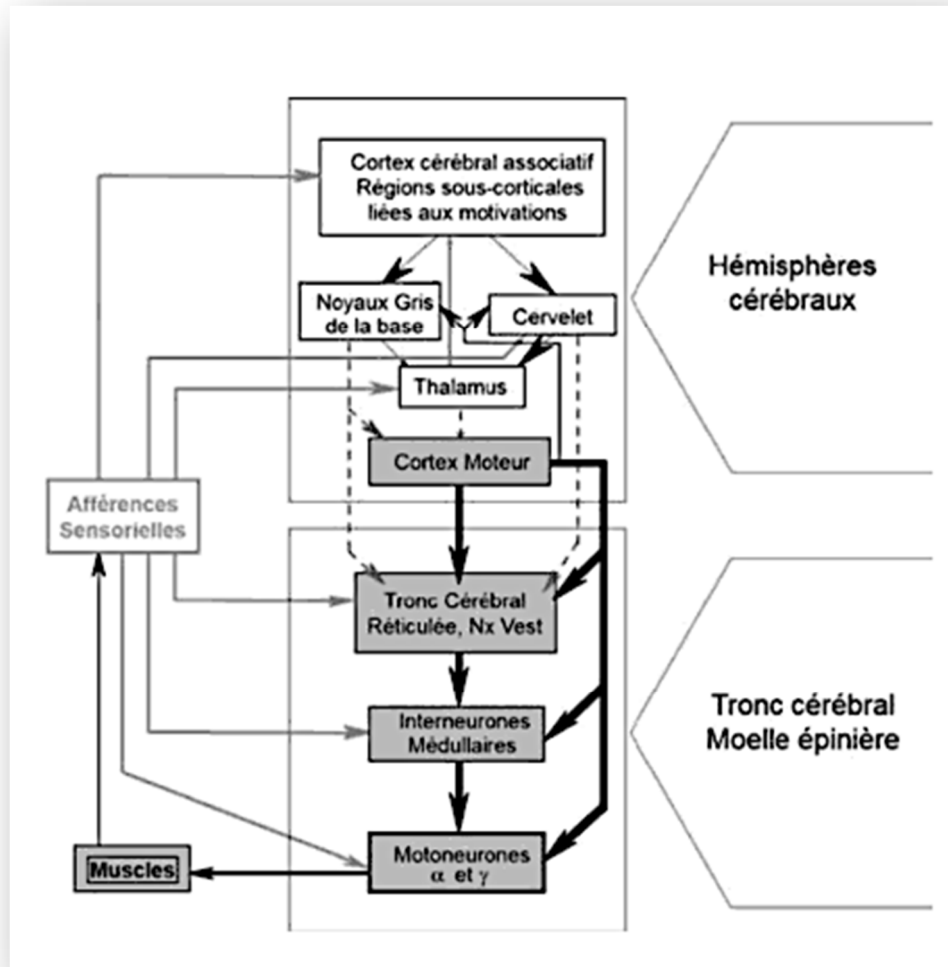 Cortex cérébral associatif
Régions sous-corticales
liées aux motivations
Noyaux Gris
de la base
Cervelet
Thalamus
Cortex Moteur
Hémisphères
cérébraux
Afférences
Sensorielles
Tronc Cérébral
Réticulée, Nx Vest
Interneurones
Médullaires
Motoneurones
α et γ
Muscles
Tronc cérébral
Moelle épinière